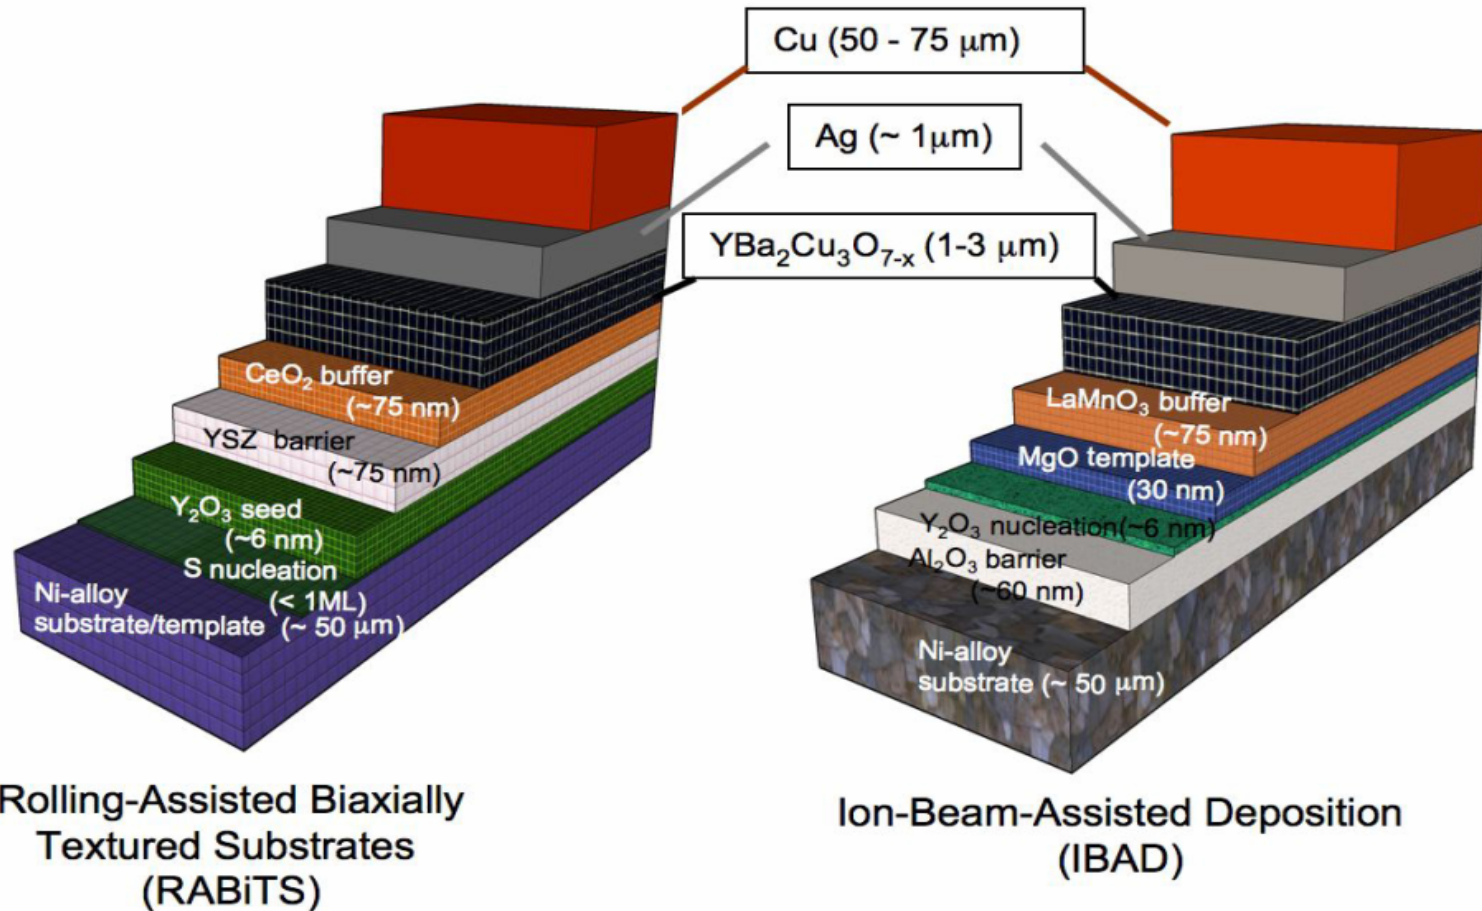 Cu (50 - 75 μm)
Ag (~ 1μm)
YBa₂Cu₃O₇₋ₓ (1-3 μm)
CeO₂ buffer
(~75 nm)
YSZ barrier
(~75 nm)
Y₂O₃ seed
(~6 nm)
S nucleation
(< 1ML)
Ni-alloy
substrate/template (~ 50 μm)
Rolling-Assisted Biaxially
Textured Substrates
(RABiTS)
LaMnO₃ buffer
(~75 nm)
MgO template
(30 nm)
Y₂O₃ nucleation(~6 nm)
Al₂O₃ barrier
(~60 nm)
Ni-alloy
substrate (~ 50 μm)
Ion-Beam-Assisted Deposition
(IBAD)